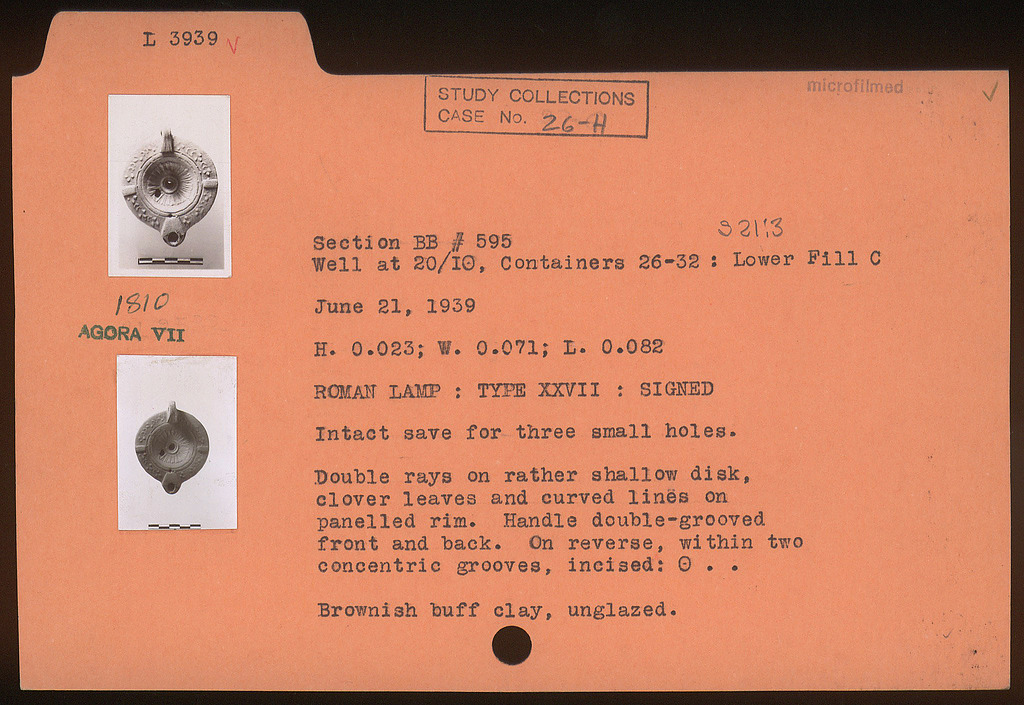 L 3939 √
microfilmed
√
STUDY COLLECTIONS
CASE No. 26-H
Section BB # 595
Well at 20/ΙΘ, Containers 26-32 : Lower Fill C
June 21, 1939
1810
AGORA VII
H. 0.023; W. 0.071; L. 0.082
ROMAN LAMP : TYPE XXVII : SIGNED
Intact save for three small holes.
Double rays on rather shallow disk,
clover leaves and curved lines on
panelled rim. Handle double-grooved
front and back. On reverse, within two
concentric grooves, incised: Θ . .
Brownish buff clay, unglazed.